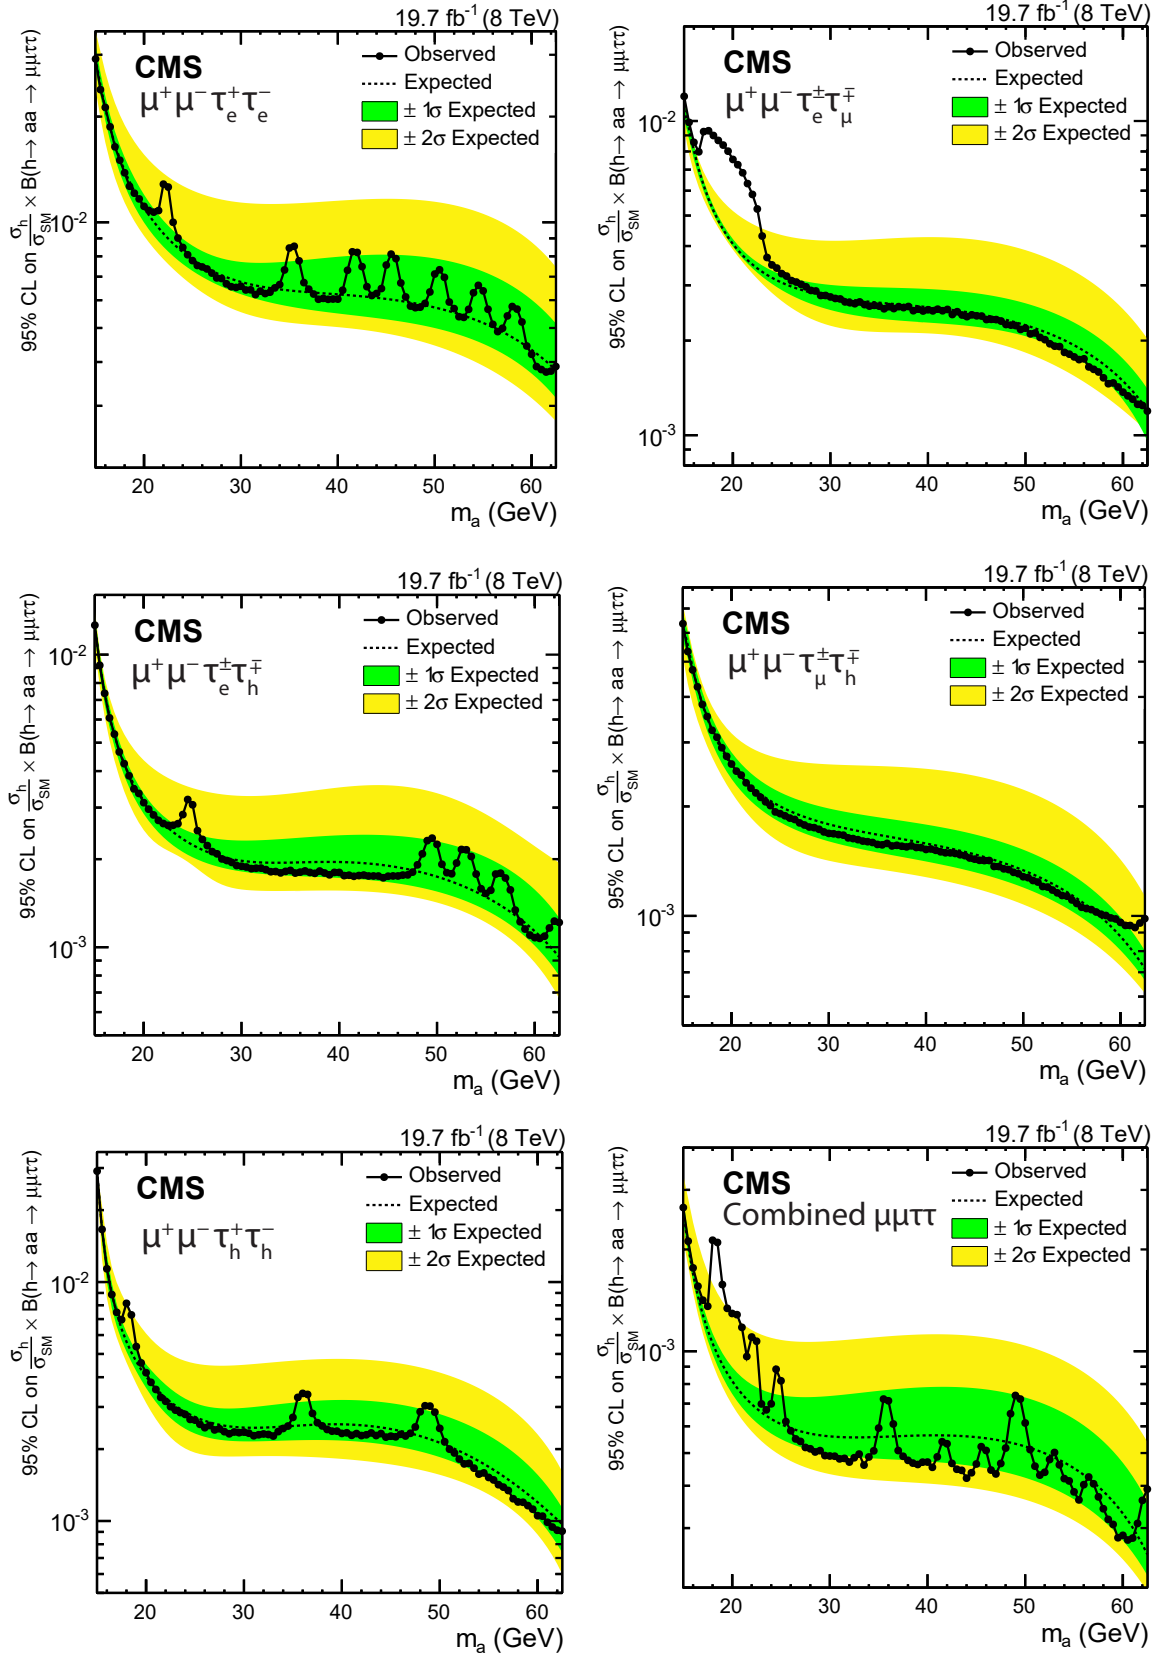 19.7 fb⁻¹ (8 TeV)
CMS
μ⁺μ⁻τₑ⁺τₑ⁻
Observed
Expected
± 1σ Expected
± 2σ Expected
95% CL on σₕ/σSM × B(h→ aa → μμττ)
10⁻²
20 30 40 50 60
mₐ (GeV)
19.7 fb⁻¹ (8 TeV)
CMS
μ⁺μ⁻ τₑ±τμ∓
Observed
Expected
± 1σ Expected
± 2σ Expected
95% CL on σₕ/σSM × B(h→ aa → μμττ)
10⁻²
10⁻³
20 30 40 50 60
mₐ (GeV)
19.7 fb⁻¹ (8 TeV)
CMS
μ⁺μ⁻ τₑ±τₕ∓
Observed
Expected
± 1σ Expected
± 2σ Expected
95% CL on σₕ/σSM × B(h→ aa → μμττ)
10⁻²
10⁻³
20 30 40 50 60
mₐ (GeV)
19.7 fb⁻¹ (8 TeV)
CMS
μ⁺μ⁻ τμ±τₕ∓
Observed
Expected
± 1σ Expected
± 2σ Expected
95% CL on σₕ/σSM × B(h→ aa → μμττ)
10⁻³
20 30 40 50 60
mₐ (GeV)
19.7 fb⁻¹ (8 TeV)
CMS
μ⁺μ⁻ τₕ⁺τₕ⁻
Observed
Expected
± 1σ Expected
± 2σ Expected
95% CL on σₕ/σSM × B(h→ aa → μμττ)
10⁻²
10⁻³
20 30 40 50 60
mₐ (GeV)
19.7 fb⁻¹ (8 TeV)
CMS
Combined μμττ
Observed
Expected
± 1σ Expected
± 2σ Expected
95% CL on σₕ/σSM × B(h→ aa → μμττ)
10⁻³
20 30 40 50 60
mₐ (GeV)